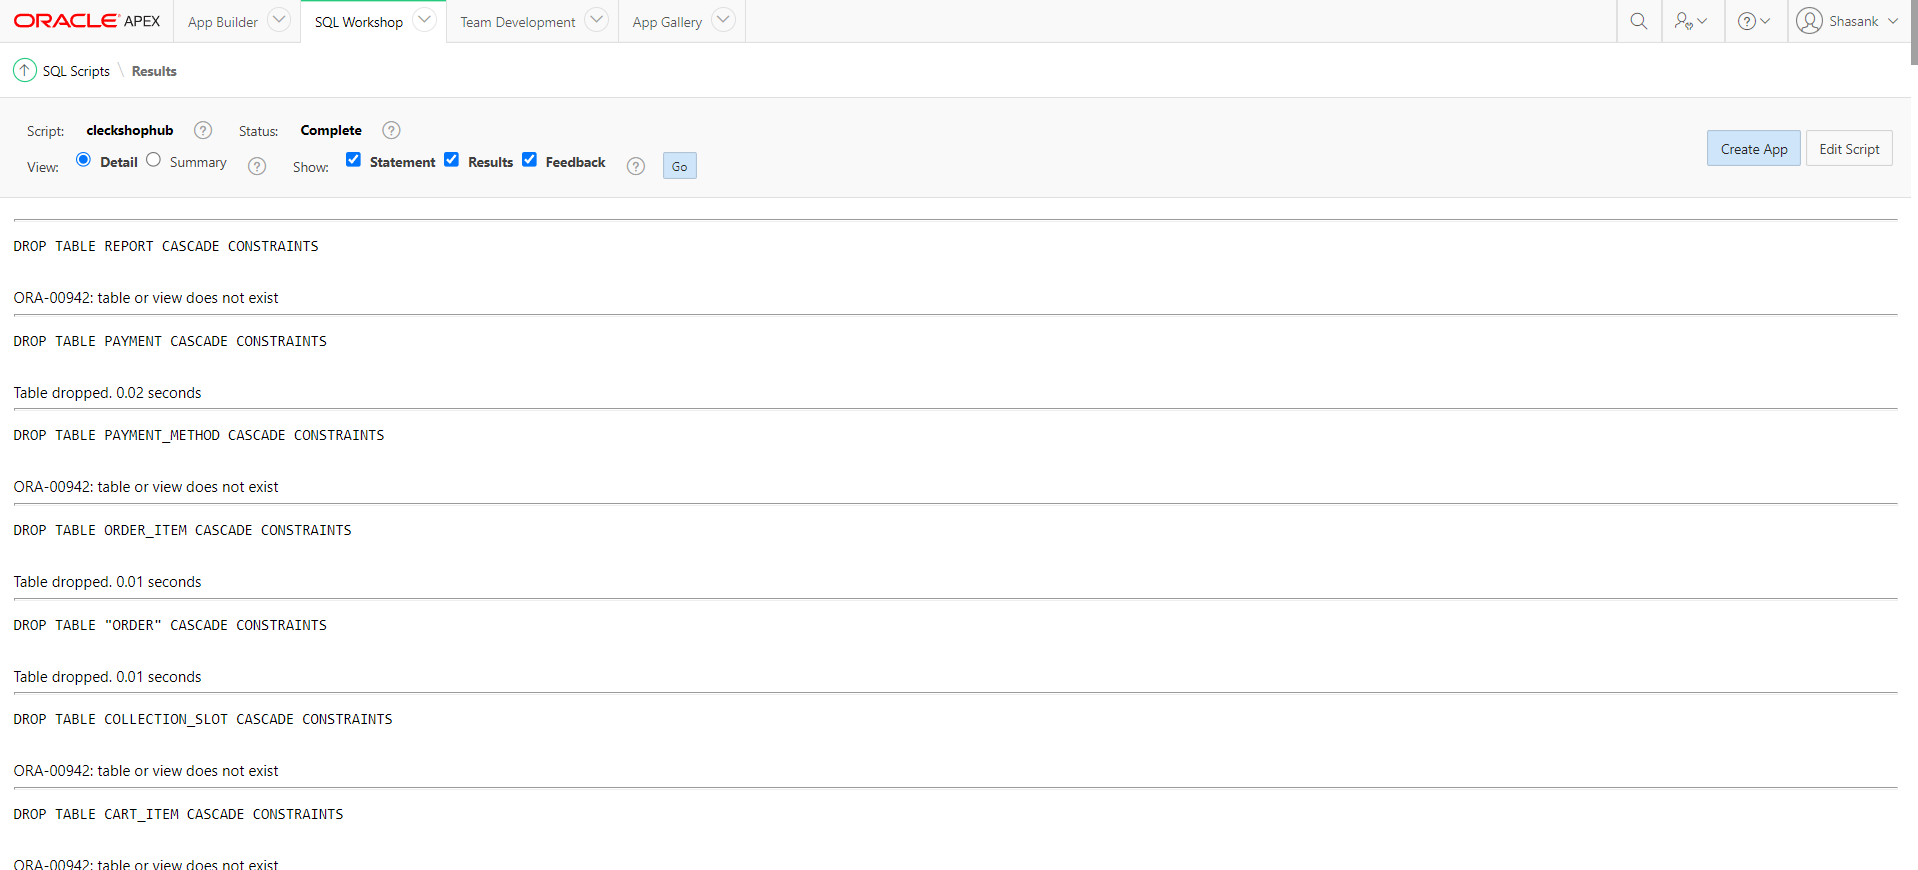 ORACLE APEX App Builder SQL Workshop Team Development App Gallery Shasank
SQL Scripts \ Results
Script: cleckshophub ? Status: Complete ?
View: Detail Summary ? Show: Statement Results Feedback ? Go
Create App Edit Script
DROP TABLE REPORT CASCADE CONSTRAINTS
ORA-00942: table or view does not exist
DROP TABLE PAYMENT CASCADE CONSTRAINTS
Table dropped. 0.02 seconds
DROP TABLE PAYMENT_METHOD CASCADE CONSTRAINTS
ORA-00942: table or view does not exist
DROP TABLE ORDER_ITEM CASCADE CONSTRAINTS
Table dropped. 0.01 seconds
DROP TABLE "ORDER" CASCADE CONSTRAINTS
Table dropped. 0.01 seconds
DROP TABLE COLLECTION_SLOT CASCADE CONSTRAINTS
ORA-00942: table or view does not exist
DROP TABLE CART_ITEM CASCADE CONSTRAINTS
ORA-00942: table or view does not exist